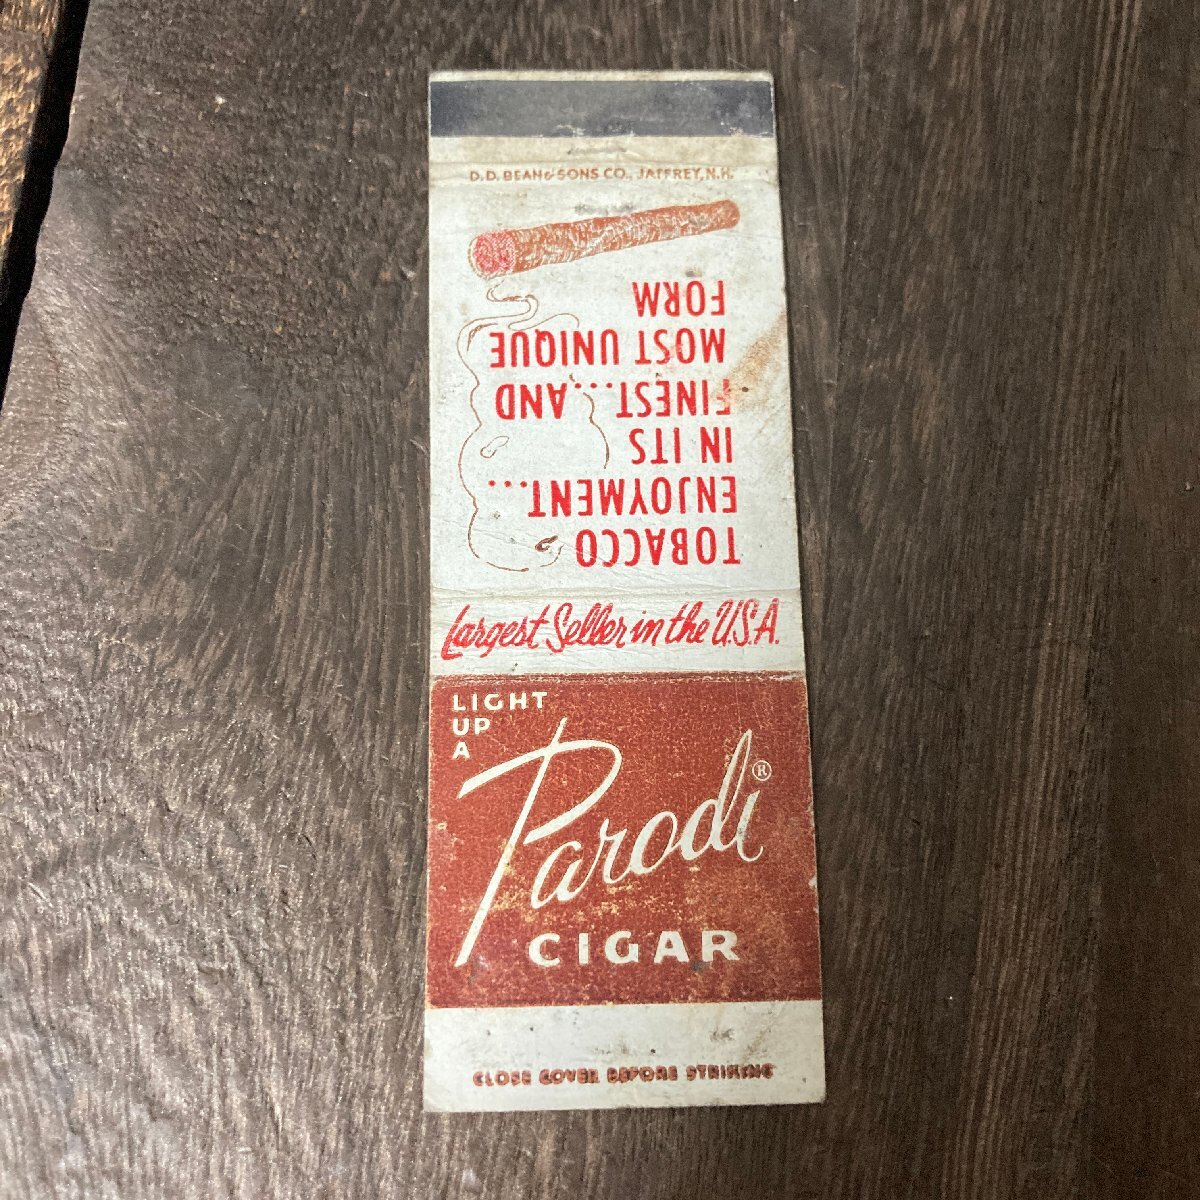 D.D. BEAN & SONS CO., JAFFREY, N.H.
TOBACCO
ENJOYMENT...
IN ITS
FINEST...AND
MOST UNIQUE
FORM
Largest Seller in the U.S.A.
LIGHT
UP
A
Parodi®
CIGAR
CLOSE COVER BEFORE STRIKING